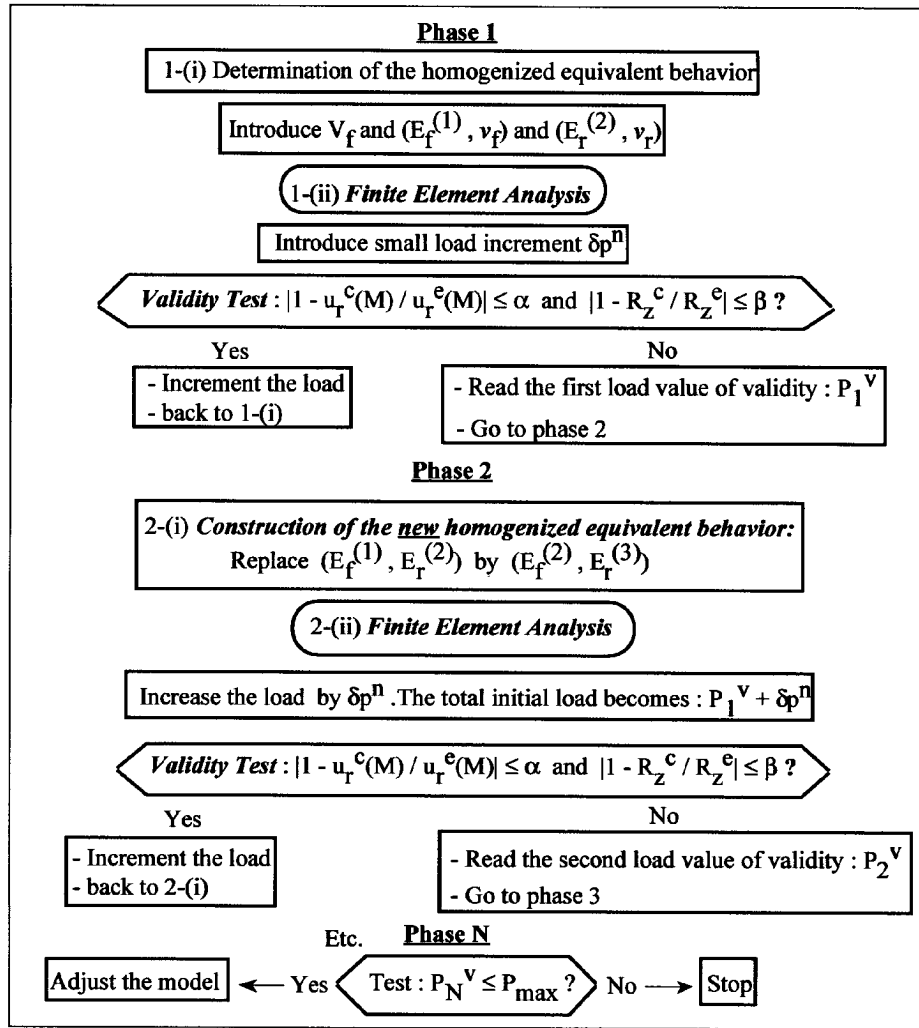 Phase 1
1-(i) Determination of the homogenized equivalent behavior
Introduce V_f and (E_f^(1) , ν_f) and (E_r^(2) , ν_r)
1-(ii) Finite Element Analysis
Introduce small load increment δp^n
Validity Test : |1 - u_r^c(M) / u_r^e(M)| ≤ α and |1 - R_z^c / R_z^e| ≤ β ?
Yes
No
- Increment the load
- back to 1-(i)
- Read the first load value of validity : P_1^v
- Go to phase 2
Phase 2
2-(i) Construction of the new homogenized equivalent behavior:
Replace (E_f^(1) , E_r^(2)) by (E_f^(2) , E_r^(3))
2-(ii) Finite Element Analysis
Increase the load by δp^n .The total initial load becomes : P_1^v + δp^n
Validity Test : |1 - u_r^c(M) / u_r^e(M)| ≤ α and |1 - R_z^c / R_z^e| ≤ β ?
Yes
No
- Increment the load
- back to 2-(i)
- Read the second load value of validity : P_2^v
- Go to phase 3
Etc. Phase N
Adjust the model ← Yes Test : P_N^v ≤ P_max ? No → Stop